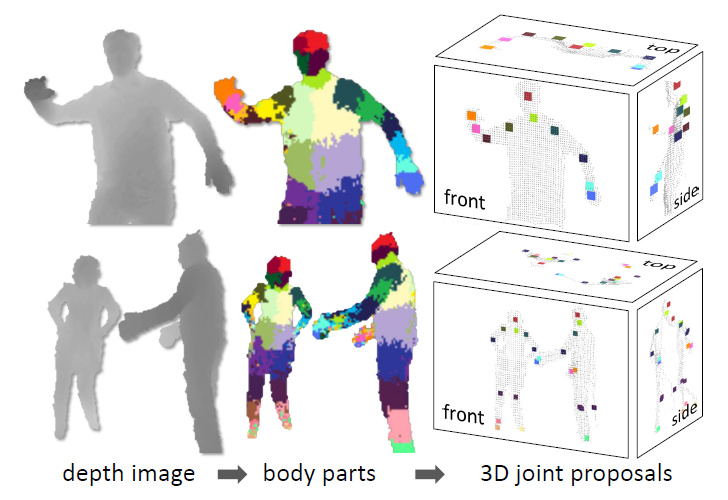 top
front
side
top
front
side
depth image
body parts
3D joint proposals